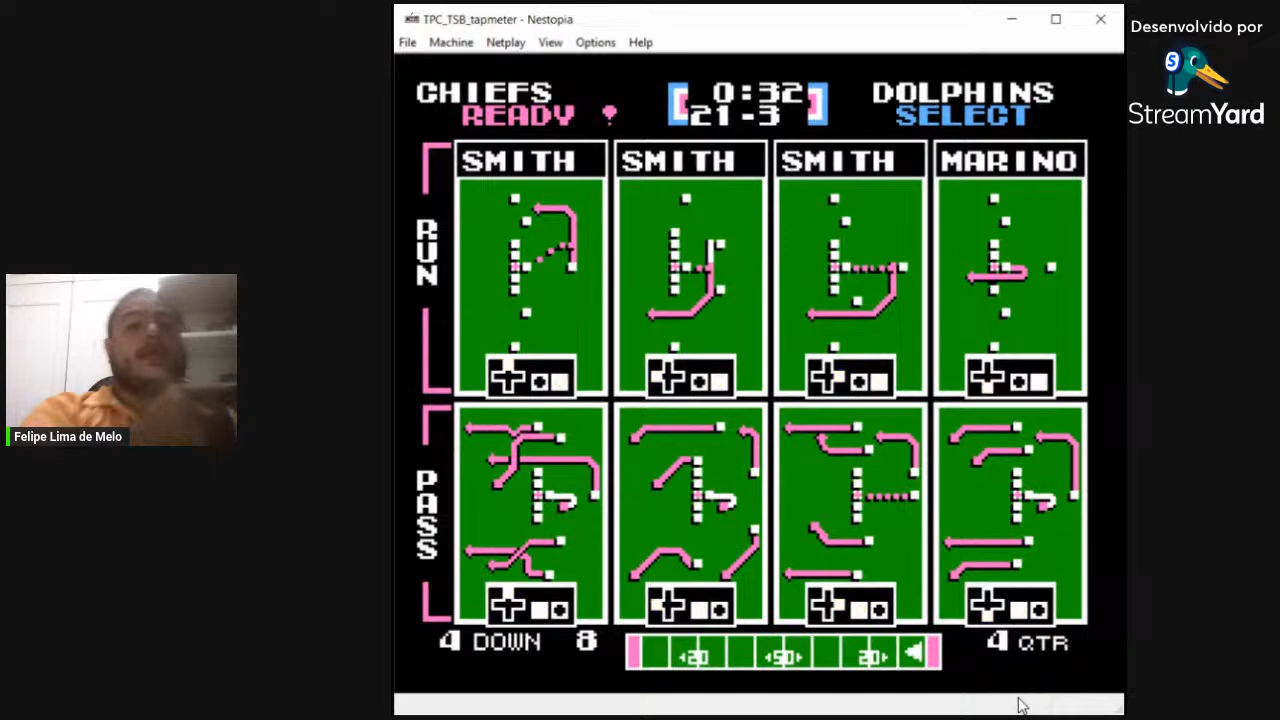 TPC_TSB_tapmeter - Nestopia
File Machine Netplay View Options Help
Desenvolvido por
S
StreamYard
CHIEFS 0:32 DOLPHINS
READY 21-3 SELECT
SMITH SMITH SMITH MARINO
RUN
PASS
Felipe Lima de Melo
4 DOWN 8
20 50 20
4 QTR